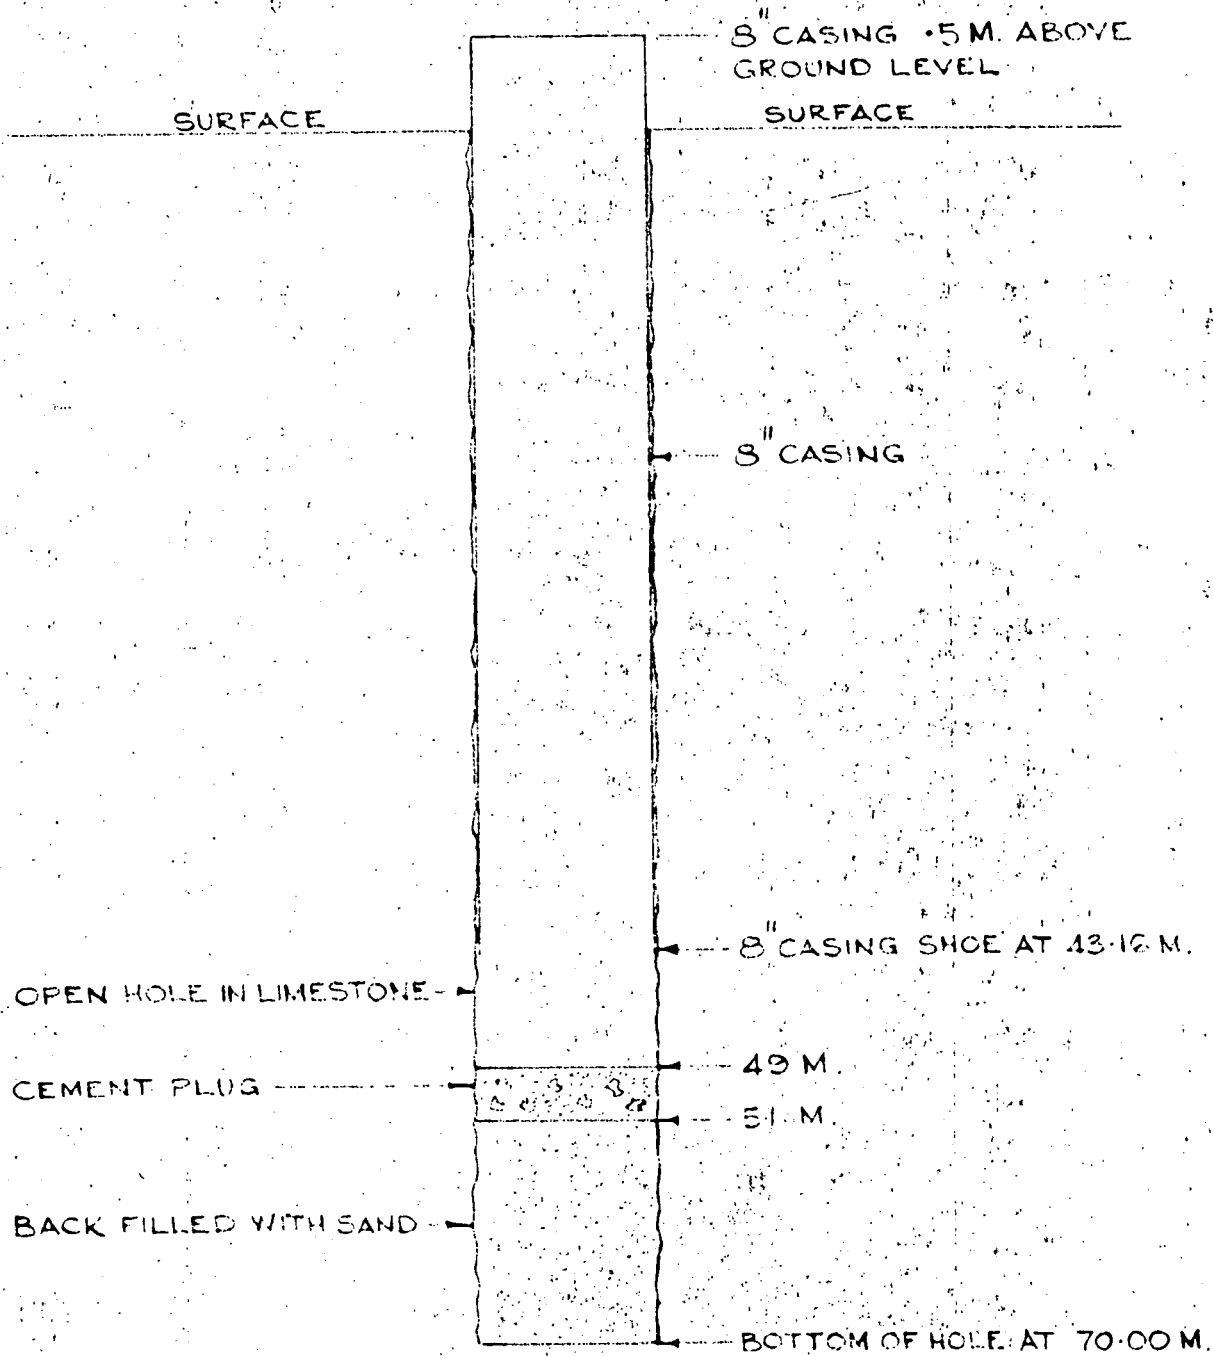 8" CASING ·5 M. ABOVE
GROUND LEVEL
SURFACE
SURFACE
8" CASING
8" CASING SHOE AT 43·16 M.
OPEN HOLE IN LIMESTONE
49 M.
CEMENT PLUG
51 M.
BACK FILLED WITH SAND
BOTTOM OF HOLE AT 70·00 M.